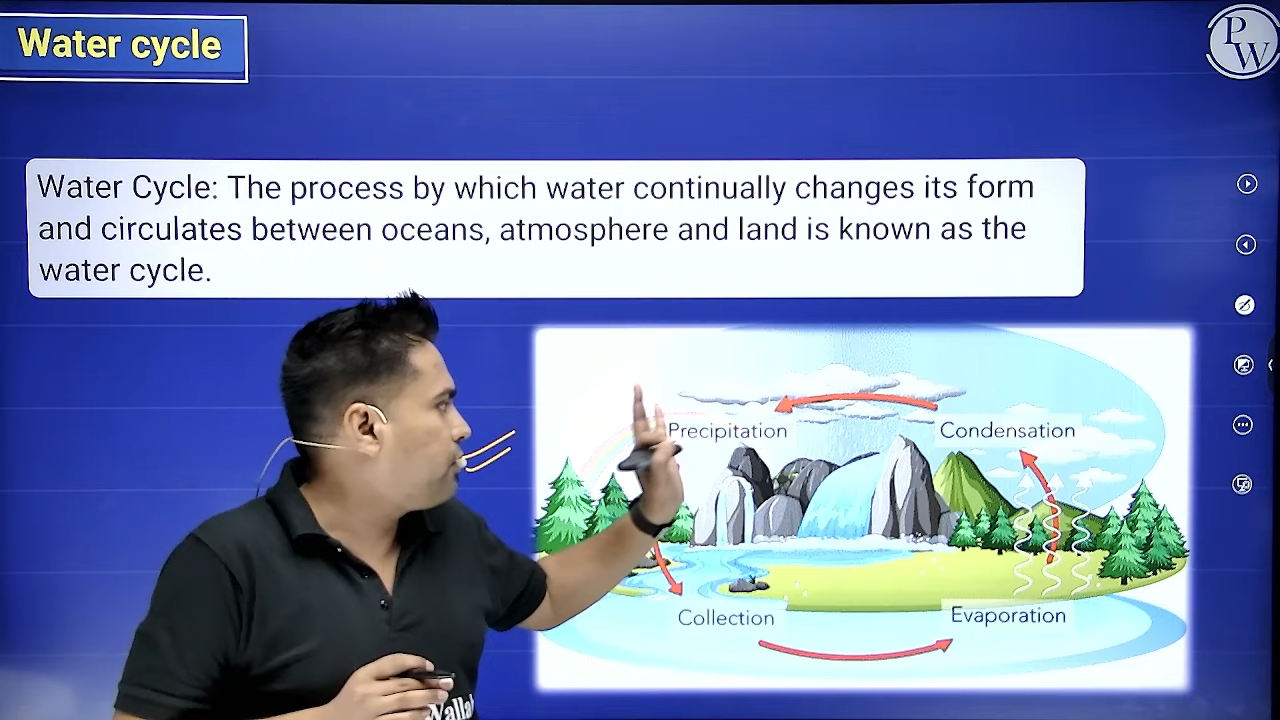 Water cycle
PW
Water Cycle: The process by which water continually changes its form
and circulates between oceans, atmosphere and land is known as the
water cycle.
Precipitation
Condensation
Collection
Evaporation